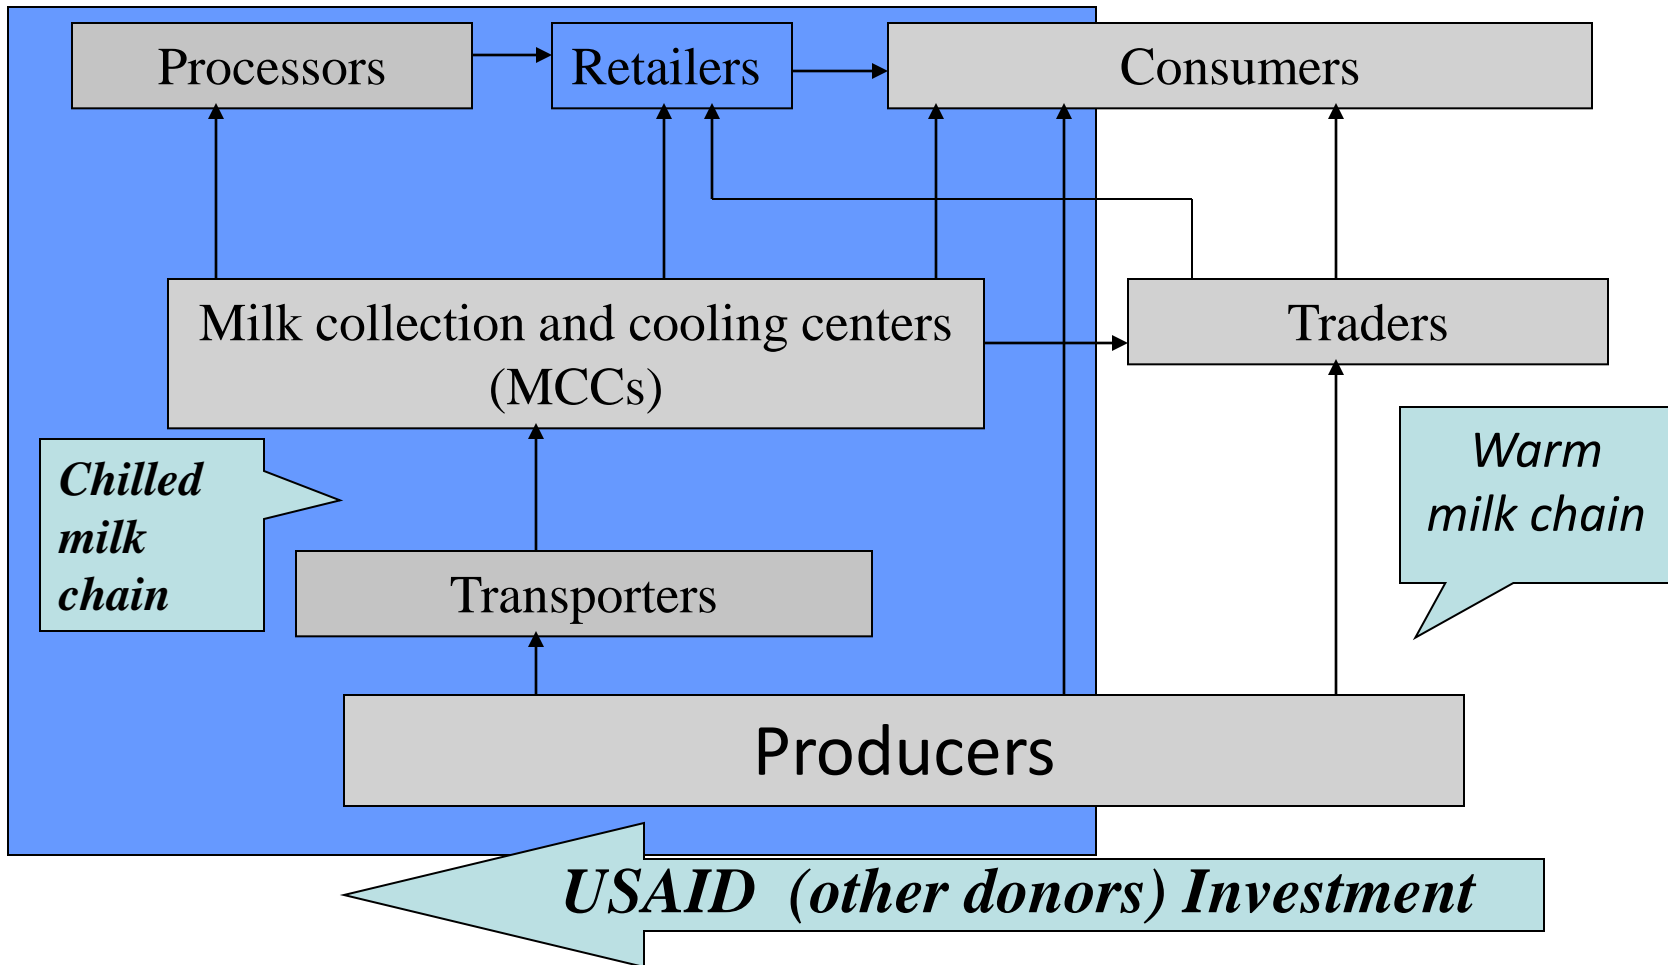 Processors
Retailers
Consumers
Milk collection and cooling centers
(MCCs)
Traders
Chilled
milk
chain
Warm
milk chain
Transporters
Producers
USAID (other donors) Investment